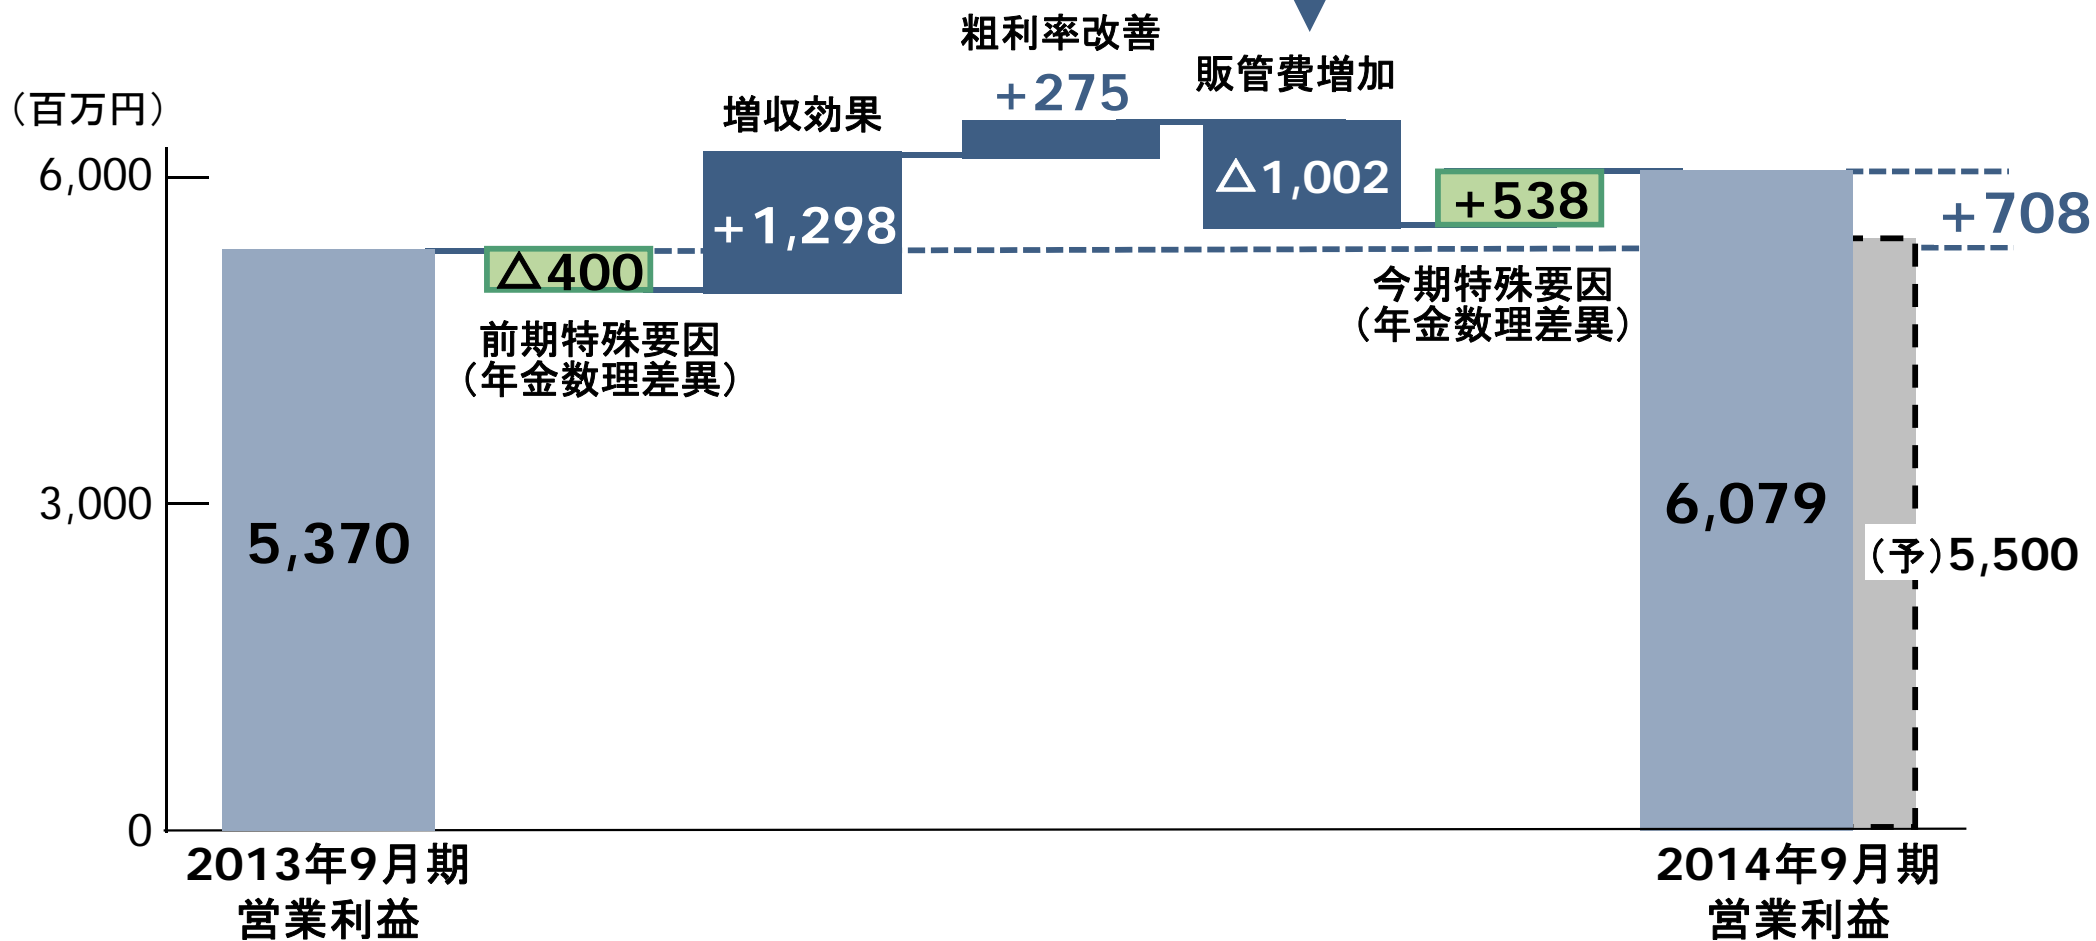 粗利率改善
+275
販管費増加
（百万円）
増収効果
6,000
+1,298
△1,002
+538
+708
△400
前期特殊要因
（年金数理差異）
今期特殊要因
（年金数理差異）
3,000
5,370
6,079
（予）5,500
0
2013年9月期
営業利益
2014年9月期
営業利益